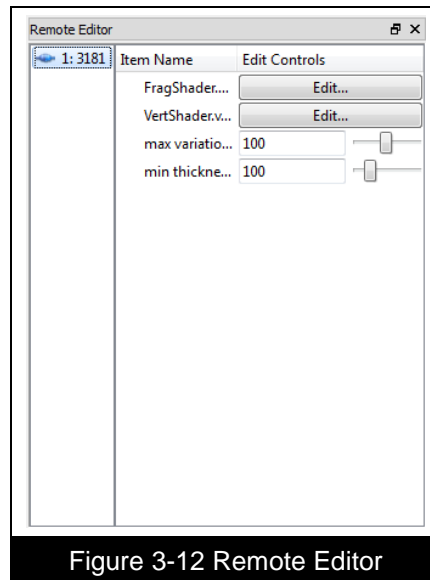 Remote Editor
1: 3181 Item Name Edit Controls
FragShader.... Edit...
VertShader.v... Edit...
max variatio... 100
min thickne... 100
Figure 3-12 Remote Editor